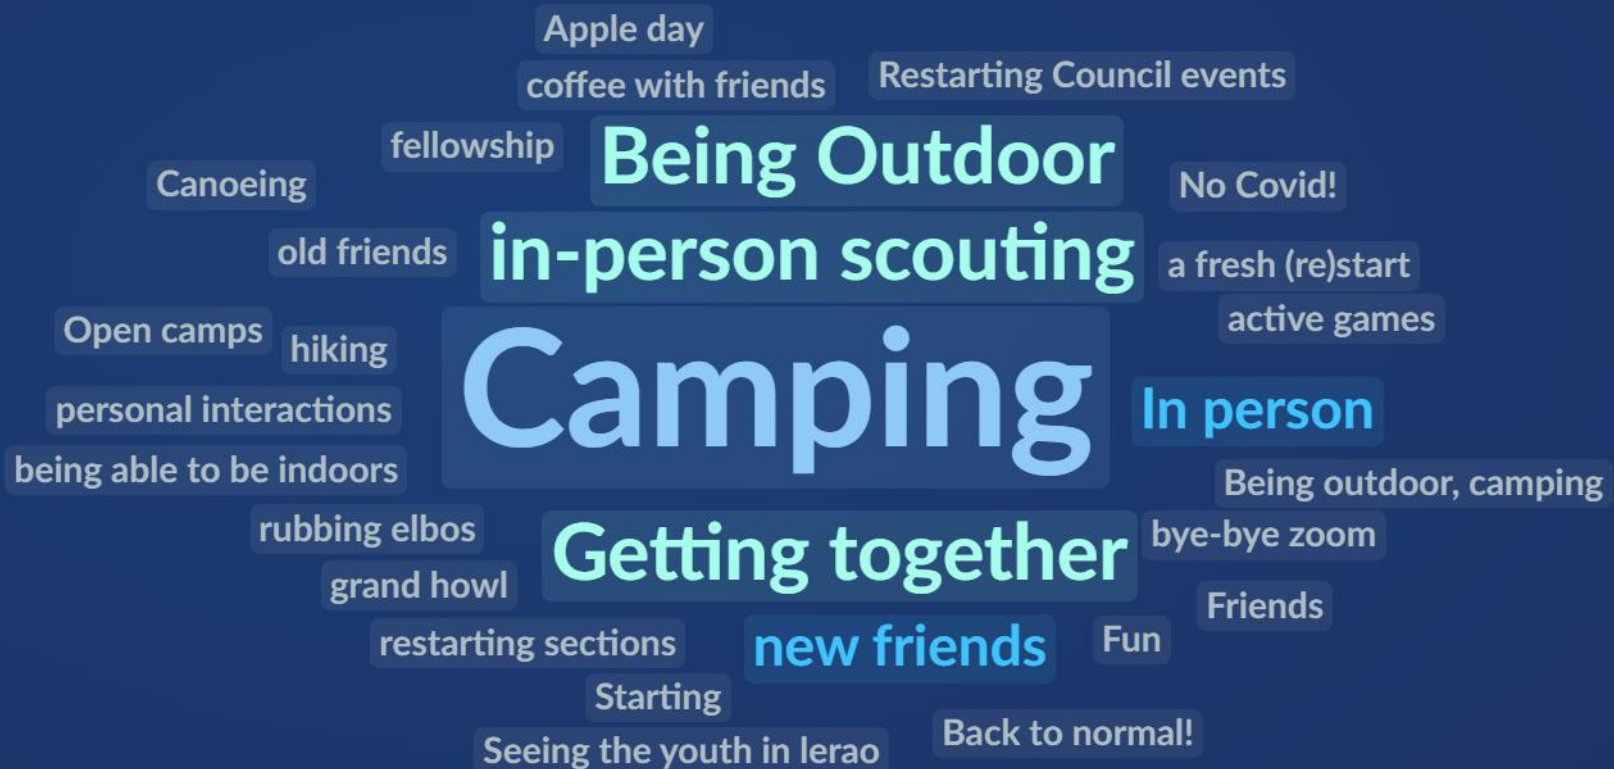 Apple day
coffee with friends
Restarting Council events
fellowship
Being Outdoor
Canoeing
No Covid!
old friends
in-person scouting
a fresh (re)start
Open camps
hiking
active games
Camping
personal interactions
In person
being able to be indoors
Being outdoor, camping
rubbing elbos
Getting together
bye-bye zoom
grand howl
Friends
restarting sections
new friends
Fun
Starting
Back to normal!
Seeing the youth in lerao